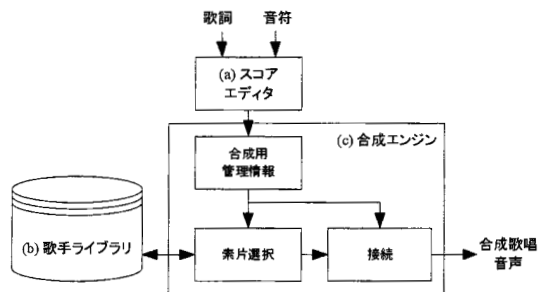 歌詞
音符
(a) スコア
エディタ
(c) 合成エンジン
合成用
管理情報
(b) 歌手ライブラリ
素片選択
接続
合成歌唱
音声